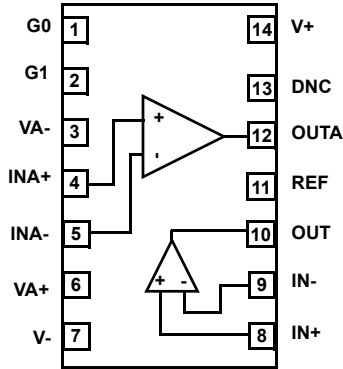 G0 1 14 V+
G1 2 13 DNC
VA- 3 12 OUTA
INA+ 4 11 REF
INA- 5 10 OUT
VA+ 6 9 IN-
V- 7 8 IN+
+
-
+ -